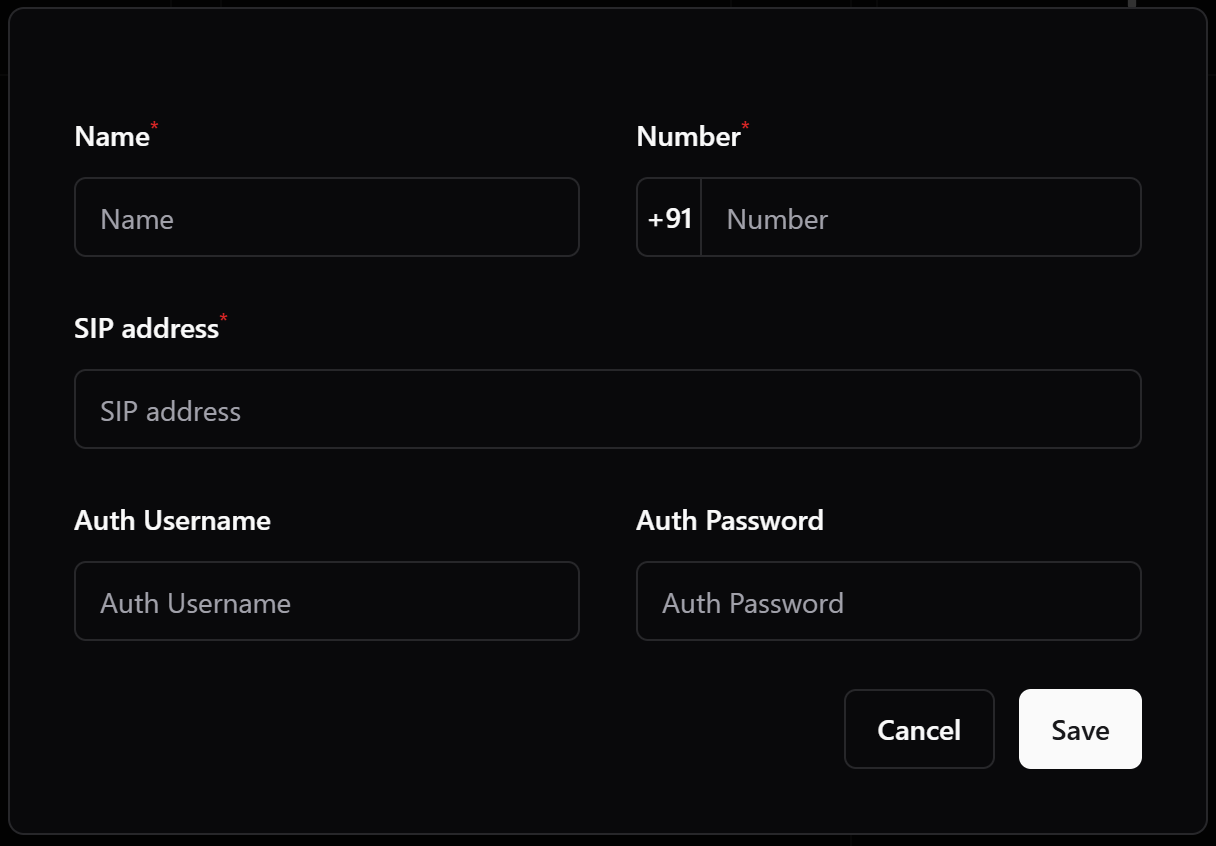 Name* Number*
Name +91 Number
SIP address*
SIP address
Auth Username Auth Password
Auth Username Auth Password
Cancel Save